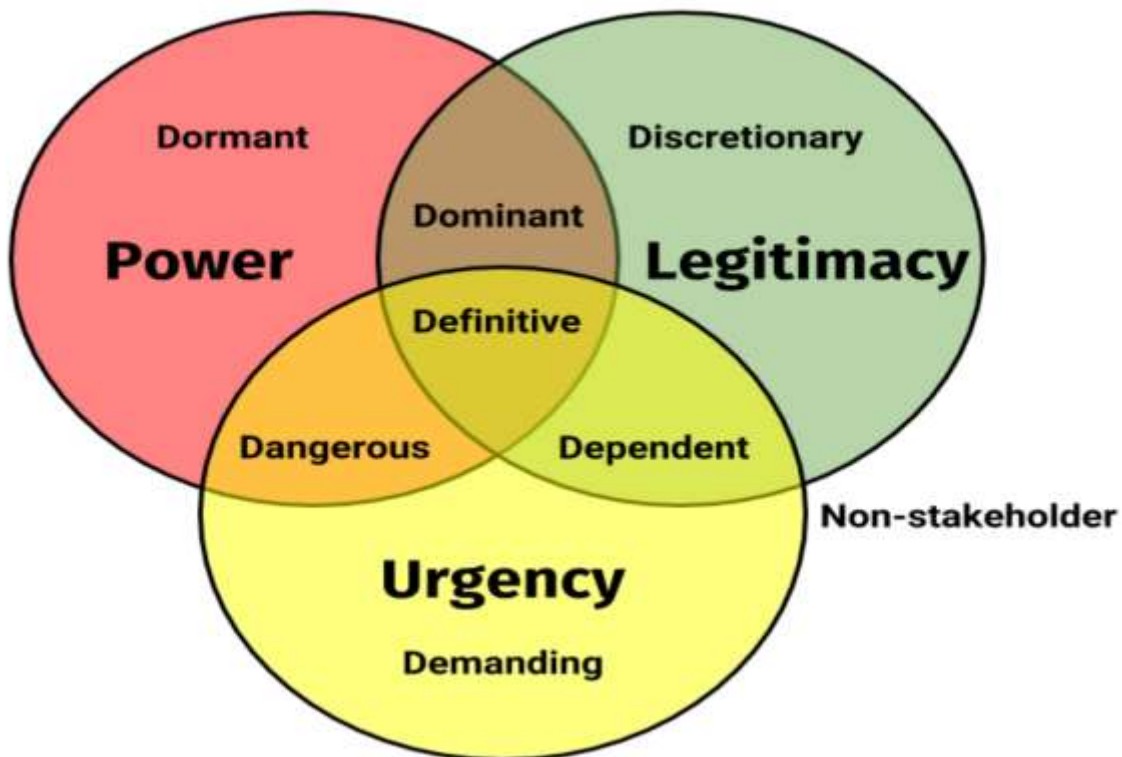 Dormant
Discretionary
Dominant
Power
Legitimacy
Definitive
Dangerous
Dependent
Non-stakeholder
Urgency
Demanding